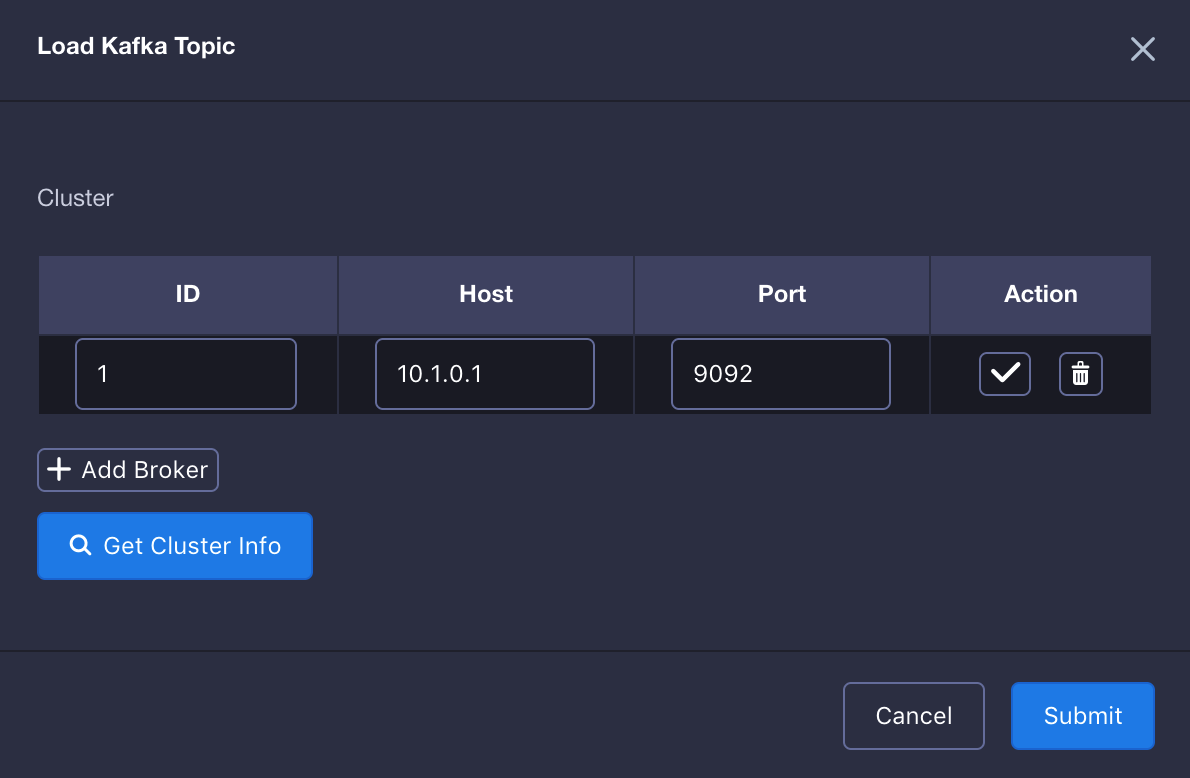 Load Kafka Topic
Cluster
ID Host Port Action
1 10.1.0.1 9092
Add Broker
Get Cluster Info
Cancel Submit